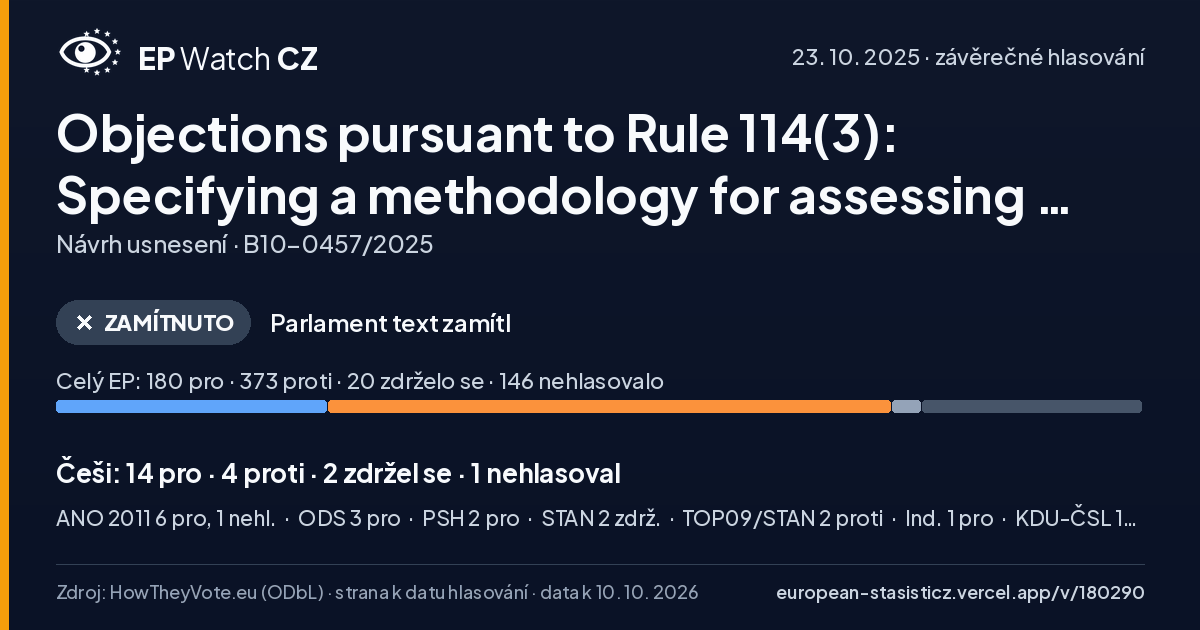 EP Watch CZ
23. 10. 2025 · závěrečné hlasování
Objections pursuant to Rule 114(3):
Specifying a methodology for assessing …
Návrh usnesení · B10-0457/2025
✕ ZAMÍTNUTO
Parlament text zamítl
Celý EP: 180 pro · 373 proti · 20 zdrželo se · 146 nehlasovalo
Češi: 14 pro · 4 proti · 2 zdržel se · 1 nehlasoval
ANO 2011 6 pro, 1 nehl. · ODS 3 pro · PSH 2 pro · STAN 2 zdrž. · TOP09/STAN 2 proti · Ind. 1 pro · KDU-ČSL 1…
Zdroj: HowTheyVote.eu (ODbL) · strana k datu hlasování · data k 10. 10. 2026
european-stasisticz.vercel.app/v/180290